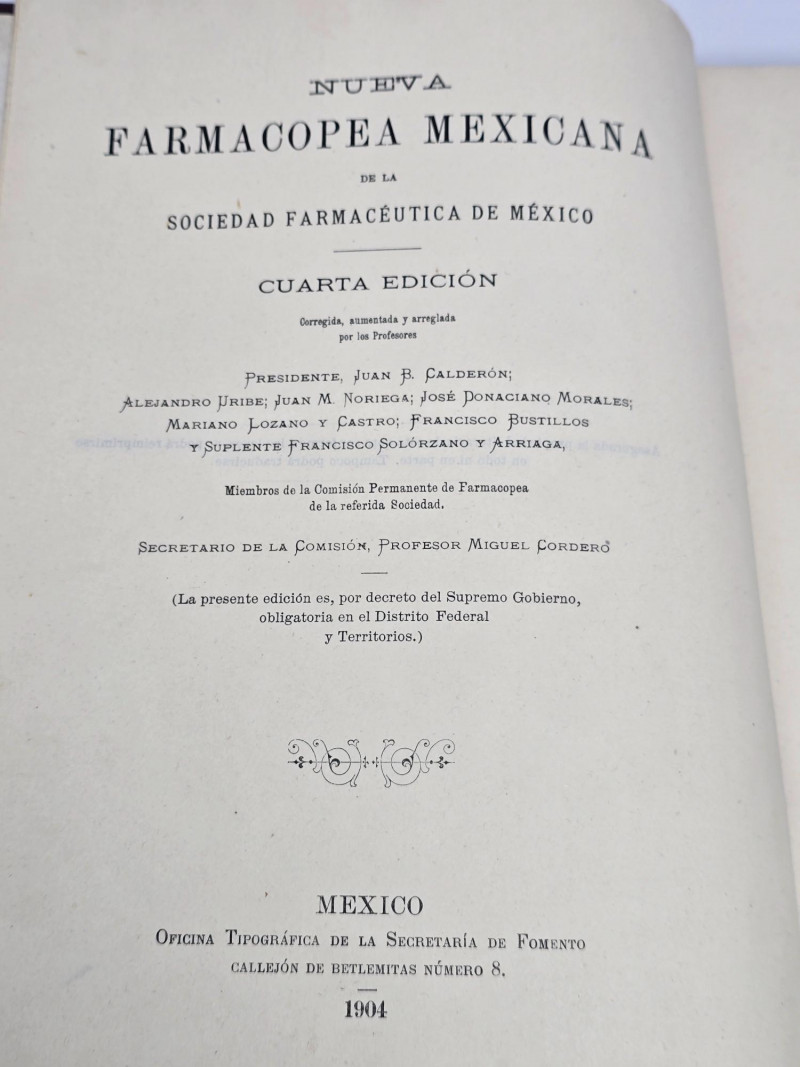 NUEVA
FARMACOPEA MEXICANA
DE LA
SOCIEDAD FARMACÉUTICA DE MÉXICO
CUARTA EDICIÓN
Corregida, aumentada y arreglada
por los Profesores
PRESIDENTE, JUAN B. CALDERÓN;
ALEJANDRO URIBE; JUAN M. NORIEGA; JOSÉ DONACIANO MORALES;
MARIANO LOZANO Y CASTRO; FRANCISCO BUSTILLOS
Y SUPLENTE FRANCISCO SOLÓRZANO Y ARRIAGA,
Miembros de la Comisión Permanente de Farmacopea
de la referida Sociedad.
SECRETARIO DE LA COMISIÓN, PROFESOR MIGUEL CORDERO
(La presente edición es, por decreto del Supremo Gobierno,
obligatoria en el Distrito Federal
y Territorios.)
MEXICO
OFICINA TIPOGRÁFICA DE LA SECRETARÍA DE FOMENTO
CALLEJÓN DE BETLEMITAS NÚMERO 8.
1904